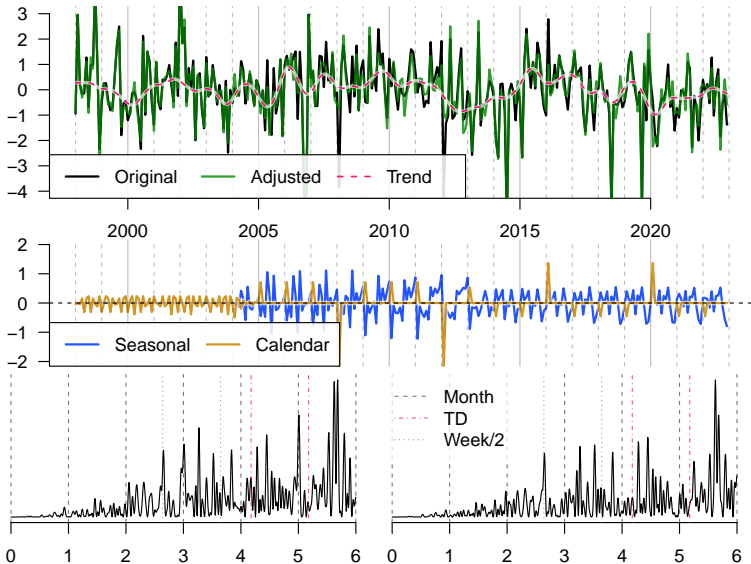 3
2
1
0
−1
−2
−3
−4
Original Adjusted Trend
2000 2005 2010 2015 2020
2
1
0
−1
−2
Seasonal Calendar
Month
TD
Week/2
0 1 2 3 4 5 6
0 1 2 3 4 5 6